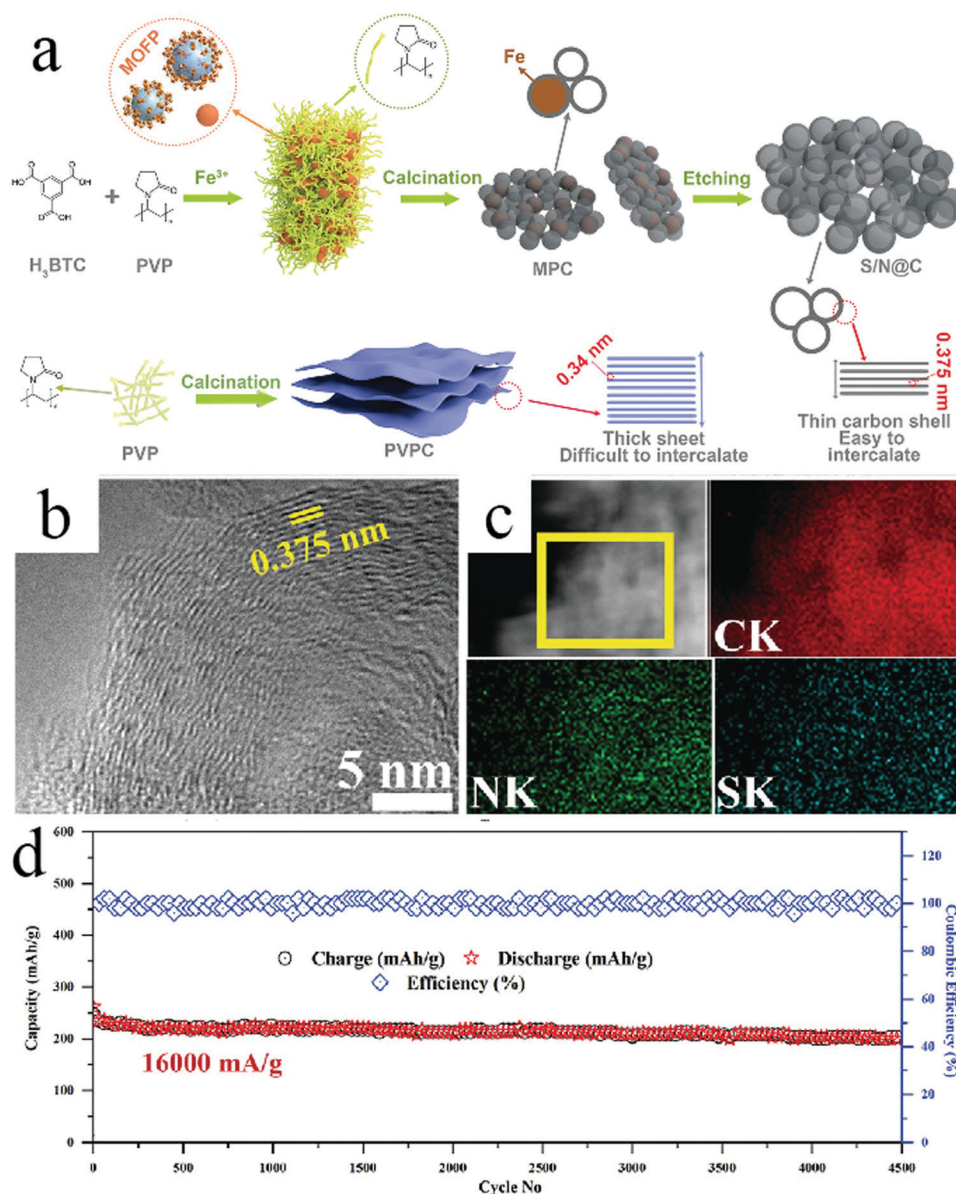 a
MOFP
N
O
n
Fe
O
OH
HO
O
O
OH
+
N
O
n
Fe³⁺
Calcination
Etching
H₃BTC
PVP
MPC
S/N@C
N
O
Calcination
0.34 nm
0.375 nm
PVP
PVPC
Thick sheet
Difficult to intercalate
Thin carbon shell
Easy to
intercalate
b
0.375 nm
5 nm
c
CK
NK
SK
d
600
500
400
300
200
100
0
Capacity (mAh/g)
Charge (mAh/g)
Discharge (mAh/g)
Efficiency (%)
16000 mA/g
120
100
80
60
40
20
0
Coulombic Efficiency
(%)
0
500
1000
1500
2000
2500
3000
3500
4000
4500
Cycle No